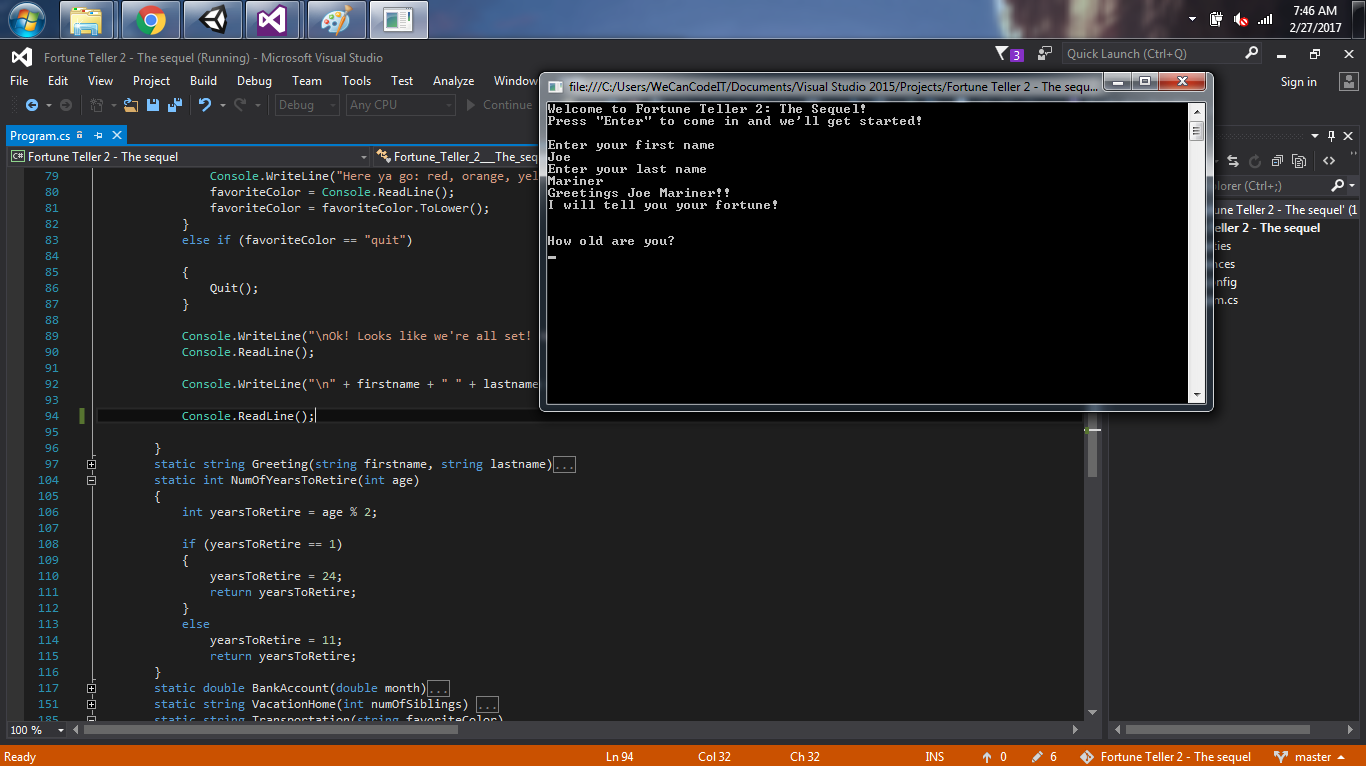 7:46 AM
2/27/2017
Fortune Teller 2 - The sequel (Running) - Microsoft Visual Studio
3
Quick Launch (Ctrl+Q)
File Edit View Project Build Debug Team Tools Test Analyze Window
Sign in
Debug Any CPU Continue
Program.cs
C# Fortune Teller 2 - The sequel
Fortune_Teller_2___The_seq
79 Console.WriteLine("Here ya go: red, orange, yel
80 favoriteColor = Console.ReadLine();
81 favoriteColor = favoriteColor.ToLower();
82 }
83 else if (favoriteColor == "quit")
84
85 {
86 Quit();
87 }
88
89 Console.WriteLine("\nOk! Looks like we're all set!
90 Console.ReadLine();
91
92 Console.WriteLine("\n" + firstname + " " + lastname
93
94 Console.ReadLine();
95
96 }
97 static string Greeting(string firstname, string lastname)...
104 static int NumOfYearsToRetire(int age)
105 {
106 int yearsToRetire = age % 2;
107
108 if (yearsToRetire == 1)
109 {
110 yearsToRetire = 24;
111 return yearsToRetire;
112 }
113 else
114 yearsToRetire = 11;
115 return yearsToRetire;
116 }
117 static double BankAccount(double month)...
151 static string VacationHome(int numOfSiblings) ...
185 static string Transportation(string favoriteColor)
file:///C:/Users/WeCanCodeIT/Documents/Visual Studio 2015/Projects/Fortune Teller 2 - The sequ...
Welcome to Fortune Teller 2: The Sequel!
Press "Enter" to come in and we'll get started!
Enter your first name
Joe
Enter your last name
Mariner
Greetings Joe Mariner!!
I will tell you your fortune!
How old are you?
plorer (Ctrl+;)
une Teller 2 - The sequel' (1
eller 2 - The sequel
ties
nces
onfig
m.cs
100 %
Ready Ln 94 Col 32 Ch 32 INS 0 6 Fortune Teller 2 - The sequel master